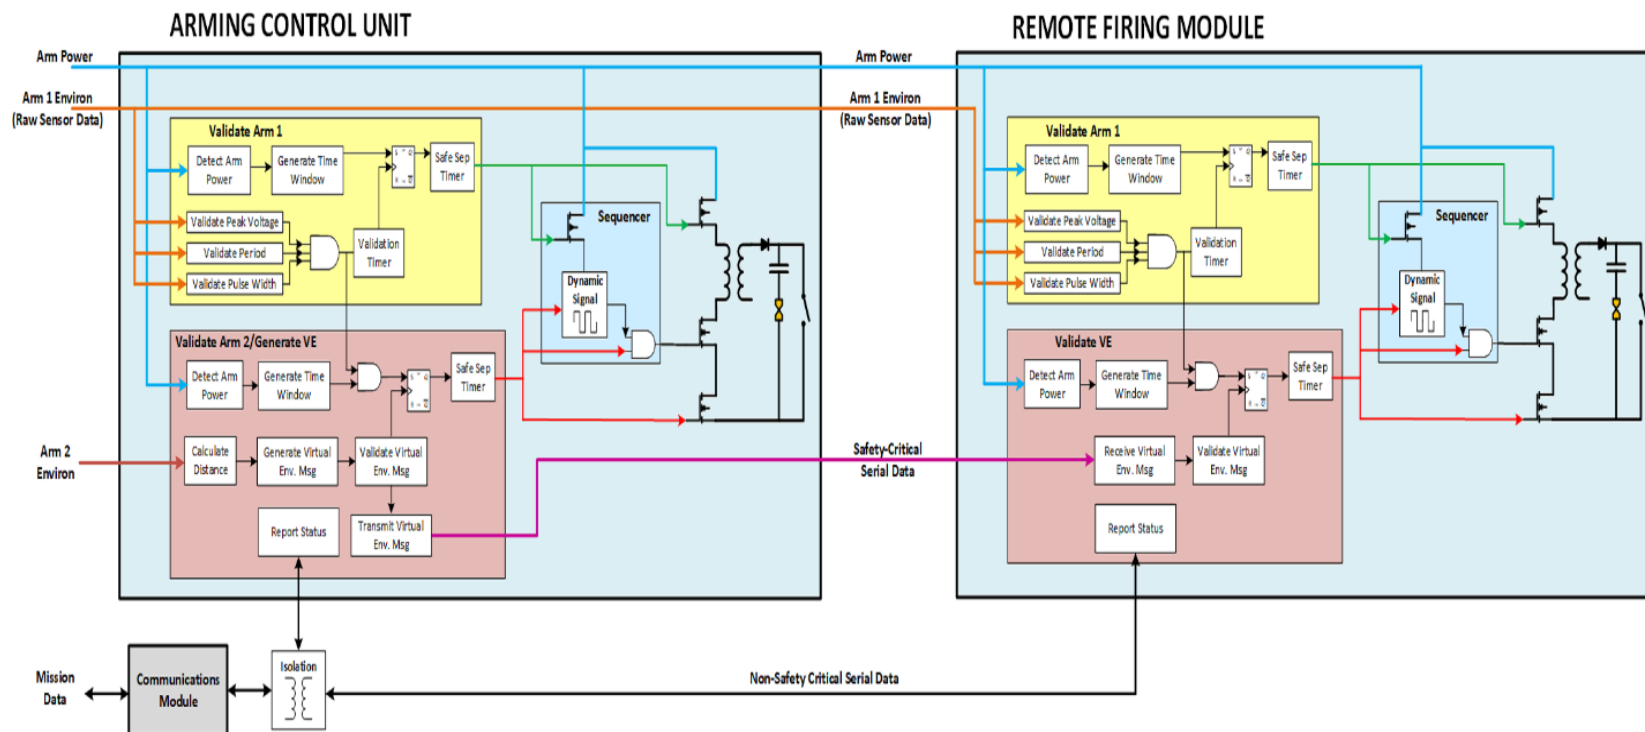 ARMING CONTROL UNIT
REMOTE FIRING MODULE
Arm Power
Arm 1 Environ
(Raw Sensor Data)
Validate Arm 1
Detect Arm
Power
Generate Time
Window
Safe Sep
Timer
Validate Peak Voltage
Validate Period
Validate Pulse Width
Validation
Timer
Sequencer
Dynamic
Signal
Validate Arm 2/Generate VE
Detect Arm
Power
Generate Time
Window
Safe Sep
Timer
Arm 2
Environ
Calculate
Distance
Generate Virtual
Env. Msg
Validate Virtual
Env. Msg
Report Status
Transmit Virtual
Env. Msg
Arm Power
Arm 1 Environ
(Raw Sensor Data)
Validate Arm 1
Detect Arm
Power
Generate Time
Window
Safe Sep
Timer
Validate Peak Voltage
Validate Period
Validate Pulse Width
Validation
Timer
Sequencer
Dynamic
Signal
Validate VE
Detect Arm
Power
Generate Time
Window
Safe Sep
Timer
Safety-Critical
Serial Data
Receive Virtual
Env. Msg
Validate Virtual
Env. Msg
Report Status
Mission
Data
Communications
Module
Isolation
Non-Safety Critical Serial Data